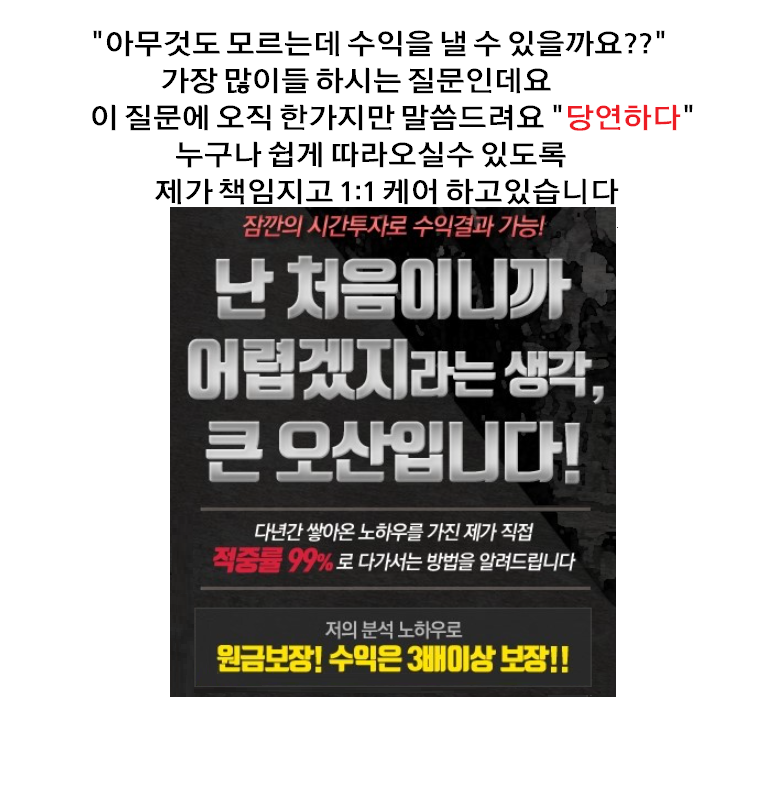 "아무것도 모르는데 수익을 낼 수 있을까요??"
가장 많이들 하시는 질문인데요
이 질문에 오직 한가지만 말씀드려요 "당연하다"
누구나 쉽게 따라오실수 있도록
제가 책임지고 1:1 케어 하고있습니다
잠깐의 시간투자로 수익결과 가능!
난 처음이니까
어렵겠지라는 생각,
큰 오산입니다!
다년간 쌓아온 노하우를 가진 제가 직접
적중률 99% 로 다가서는 방법을 알려드립니다
저의 분석 노하우로
원금보장! 수익은 3배이상 보장!!